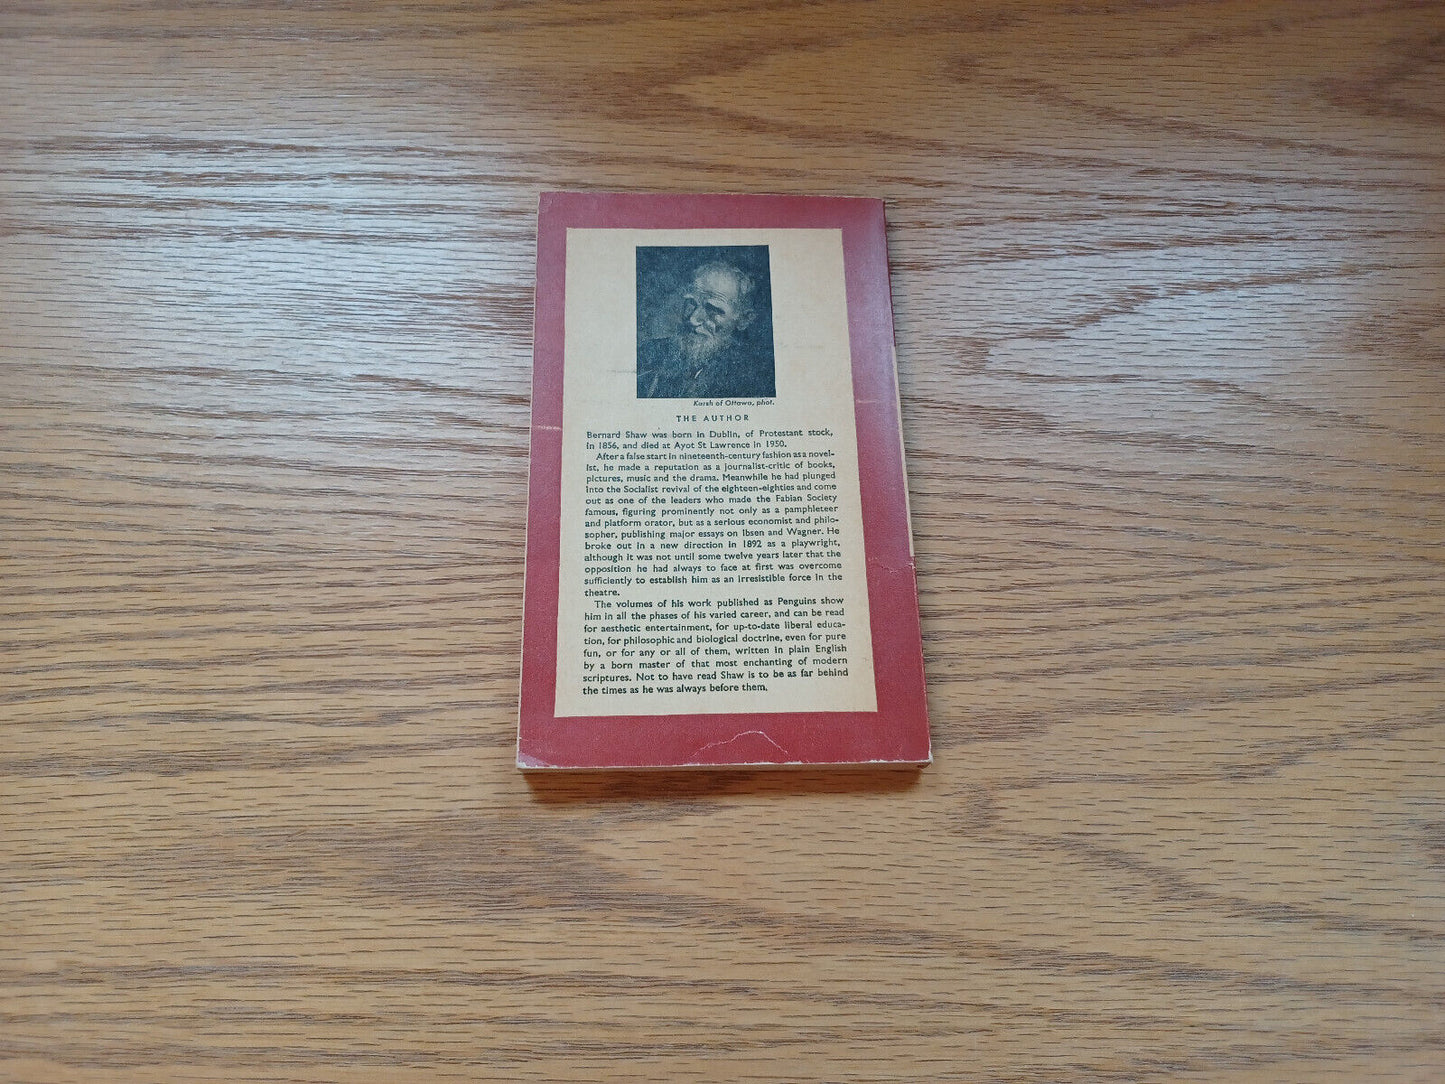 Karsh of Ottawa, phot.
THE AUTHOR
Bernard Shaw was born in Dublin, of Protestant stock,
in 1856, and died at Ayot St Lawrence in 1950.
After a false start in nineteenth-century fashion as a novel-
ist, he made a reputation as a journalist-critic of books,
pictures, music and the drama. Meanwhile he had plunged
into the Socialist revival of the eighteen-eighties and come
out as one of the leaders who made the Fabian Society
famous, figuring prominently not only as a pamphleteer
and platform orator, but as a serious economist and philo-
sopher, publishing major essays on Ibsen and Wagner. He
broke out in a new direction in 1892 as a playwright,
although it was not until some twelve years later that the
opposition he had always to face at first was overcome
sufficiently to establish him as an irresistible force in the
theatre.
The volumes of his work published as Penguins show
him in all the phases of his varied career, and can be read
for aesthetic entertainment, for up-to-date liberal educa-
tion, for philosophic and biological doctrine, even for pure
fun, or for any or all of them, written in plain English
by a born master of that most enchanting of modern
scriptures. Not to have read Shaw is to be as far behind
the times as he was always before them.